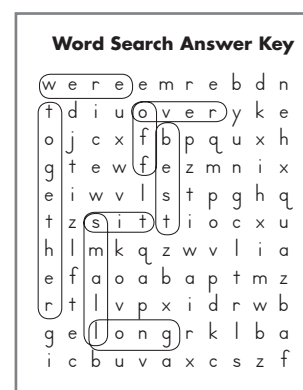 Word Search Answer Key
w e r e e m r e b d n
t d i u o v e r y k e
o j c x f b p q u x h
g t e w f e z m n i x
e i w v l s t p g h q
t z s i t t i o c x u
h l m k q z w v l i a
e f a o a b a p t m z
r t l v p x i d r w b
g e l o n g r k l b a
i c b u v a x c s z f